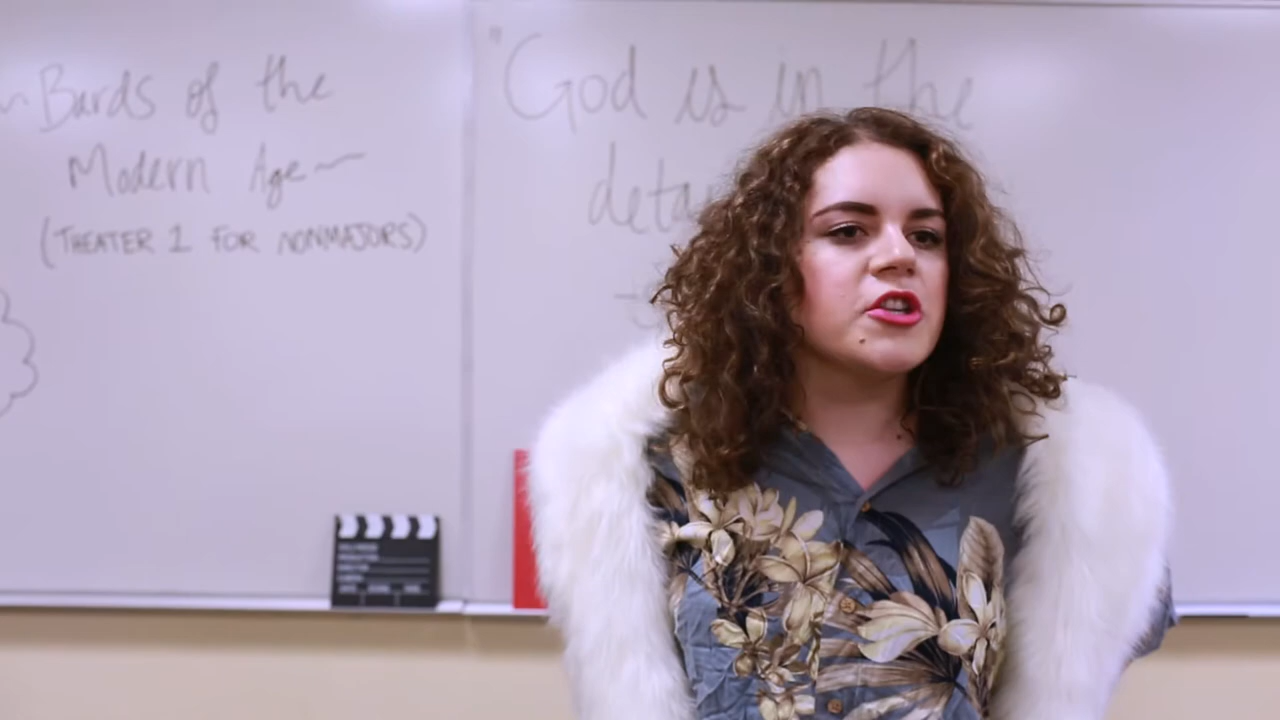 ~Bards of the
Modern Age~
(THEATER 1 FOR NONMAJORS)
"God is in the
deta